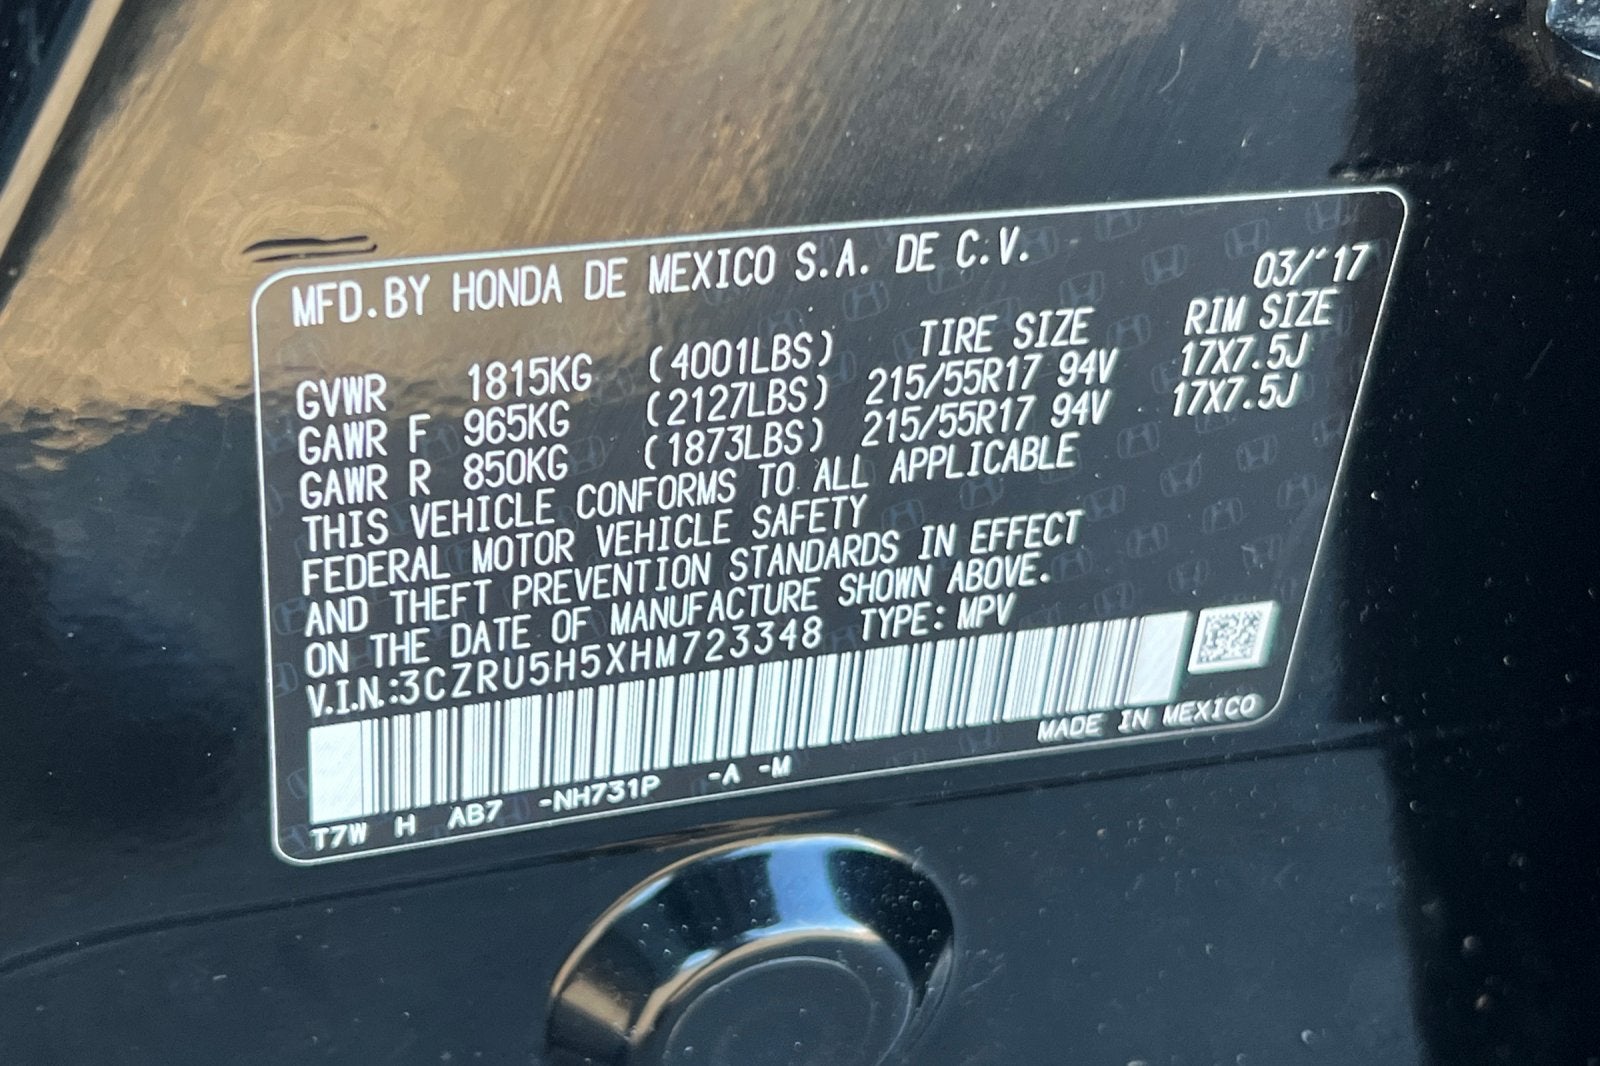 MFD.BY HONDA DE MEXICO S.A. DE C.V.
03/'17
TIRE SIZE RIM SIZE
GVWR 1815KG (4001LBS)
GAWR F 965KG (2127LBS) 215/55R17 94V 17X7.5J
GAWR R 850KG (1873LBS) 215/55R17 94V 17X7.5J
THIS VEHICLE CONFORMS TO ALL APPLICABLE
FEDERAL MOTOR VEHICLE SAFETY
AND THEFT PREVENTION STANDARDS IN EFFECT
ON THE DATE OF MANUFACTURE SHOWN ABOVE.
V.I.N.:3CZRU5H5XHM723348 TYPE: MPV
MADE IN MEXICO
T7W H AB7 -NH731P -A -M